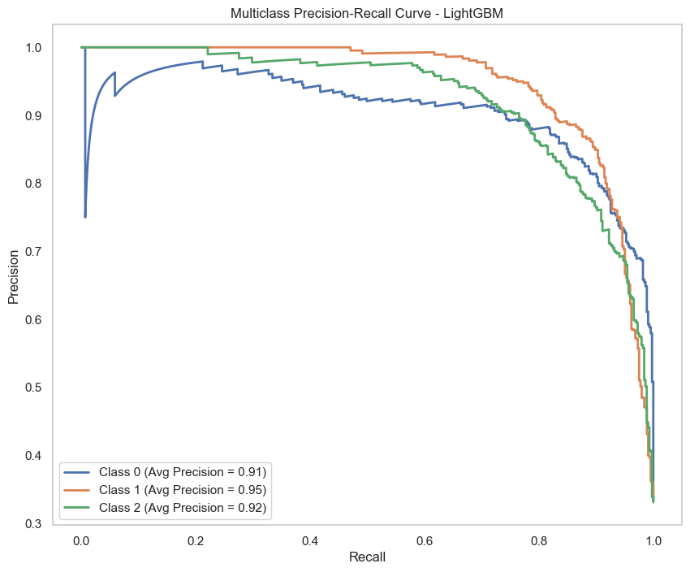 Multiclass Precision-Recall Curve - LightGBM
1.0
0.9
0.8
0.7
0.6
0.5
0.4
0.3
Precision
Class 0 (Avg Precision = 0.91)
Class 1 (Avg Precision = 0.95)
Class 2 (Avg Precision = 0.92)
0.0 0.2 0.4 0.6 0.8 1.0
Recall